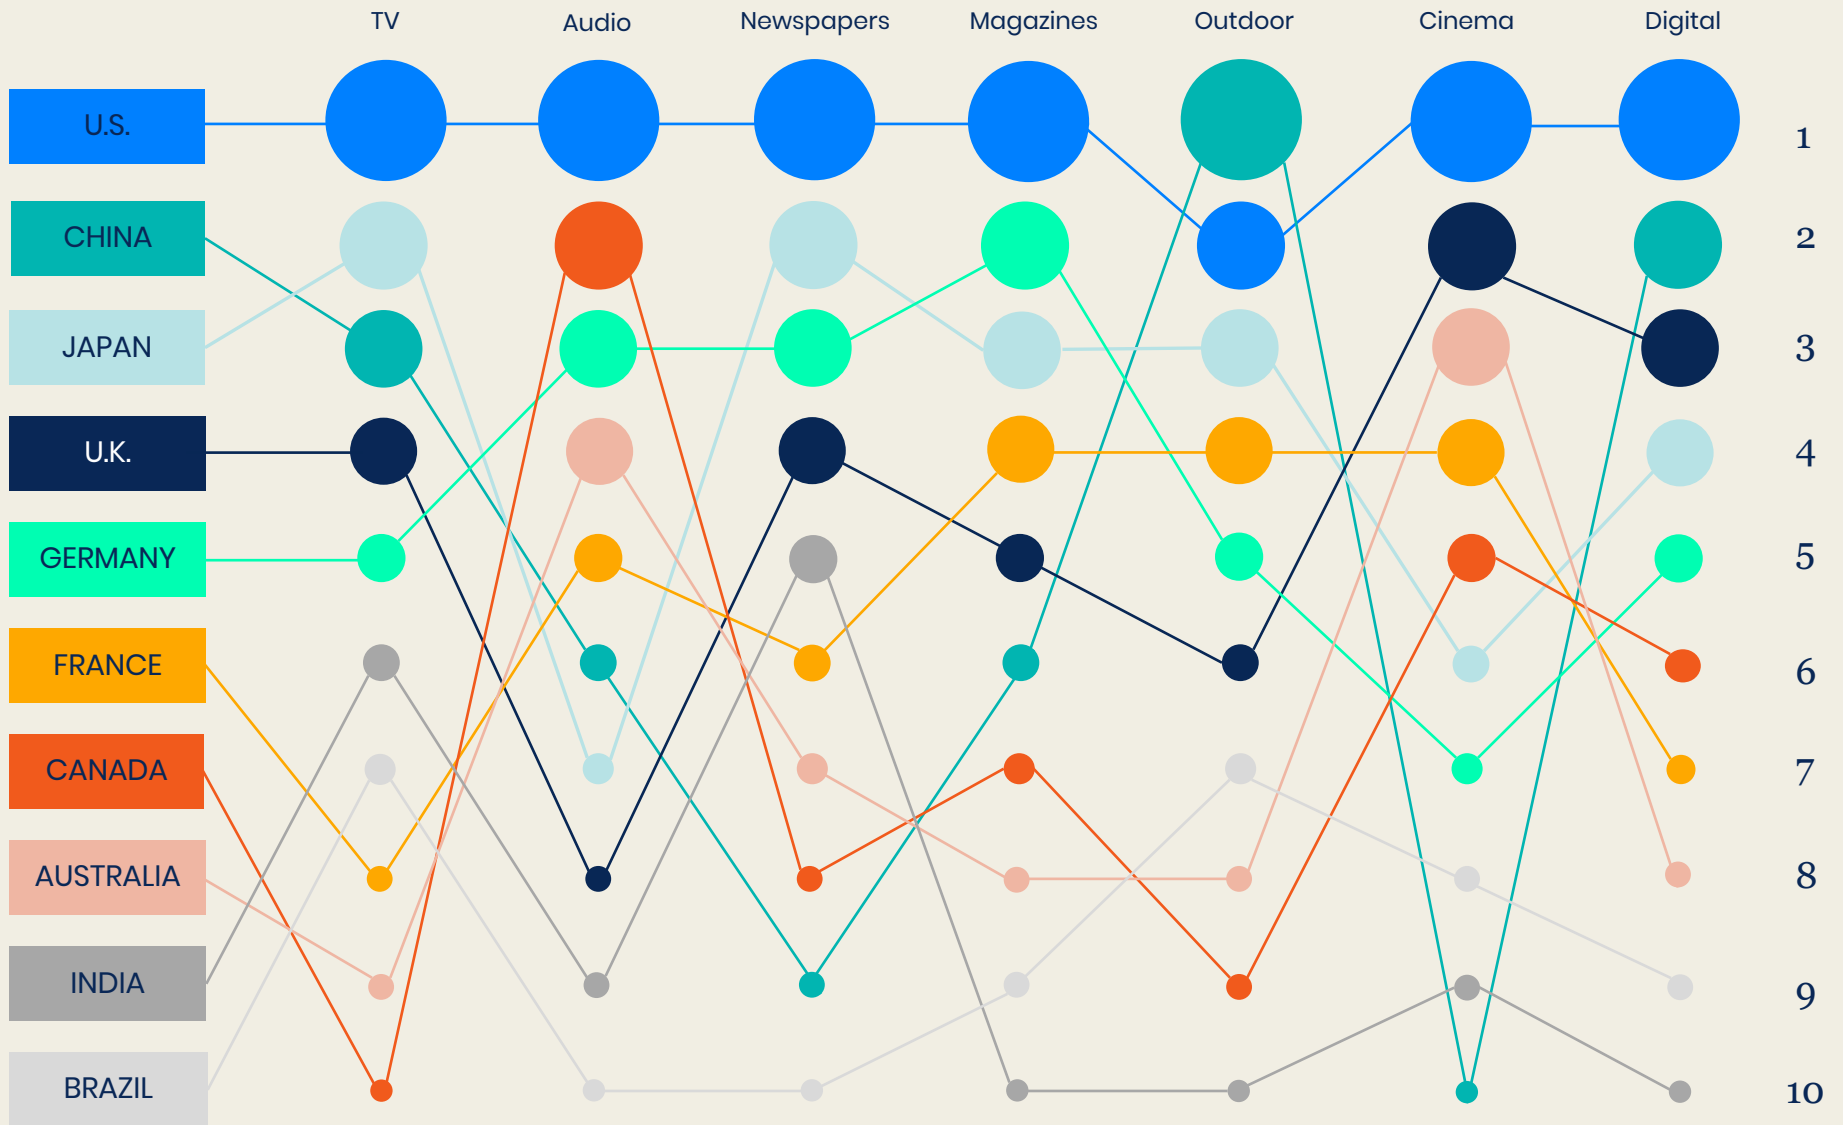 TV Audio Newspapers Magazines Outdoor Cinema Digital
U.S. 1
CHINA 2
JAPAN 3
U.K. 4
GERMANY 5
FRANCE 6
CANADA 7
AUSTRALIA 8
INDIA 9
BRAZIL 10